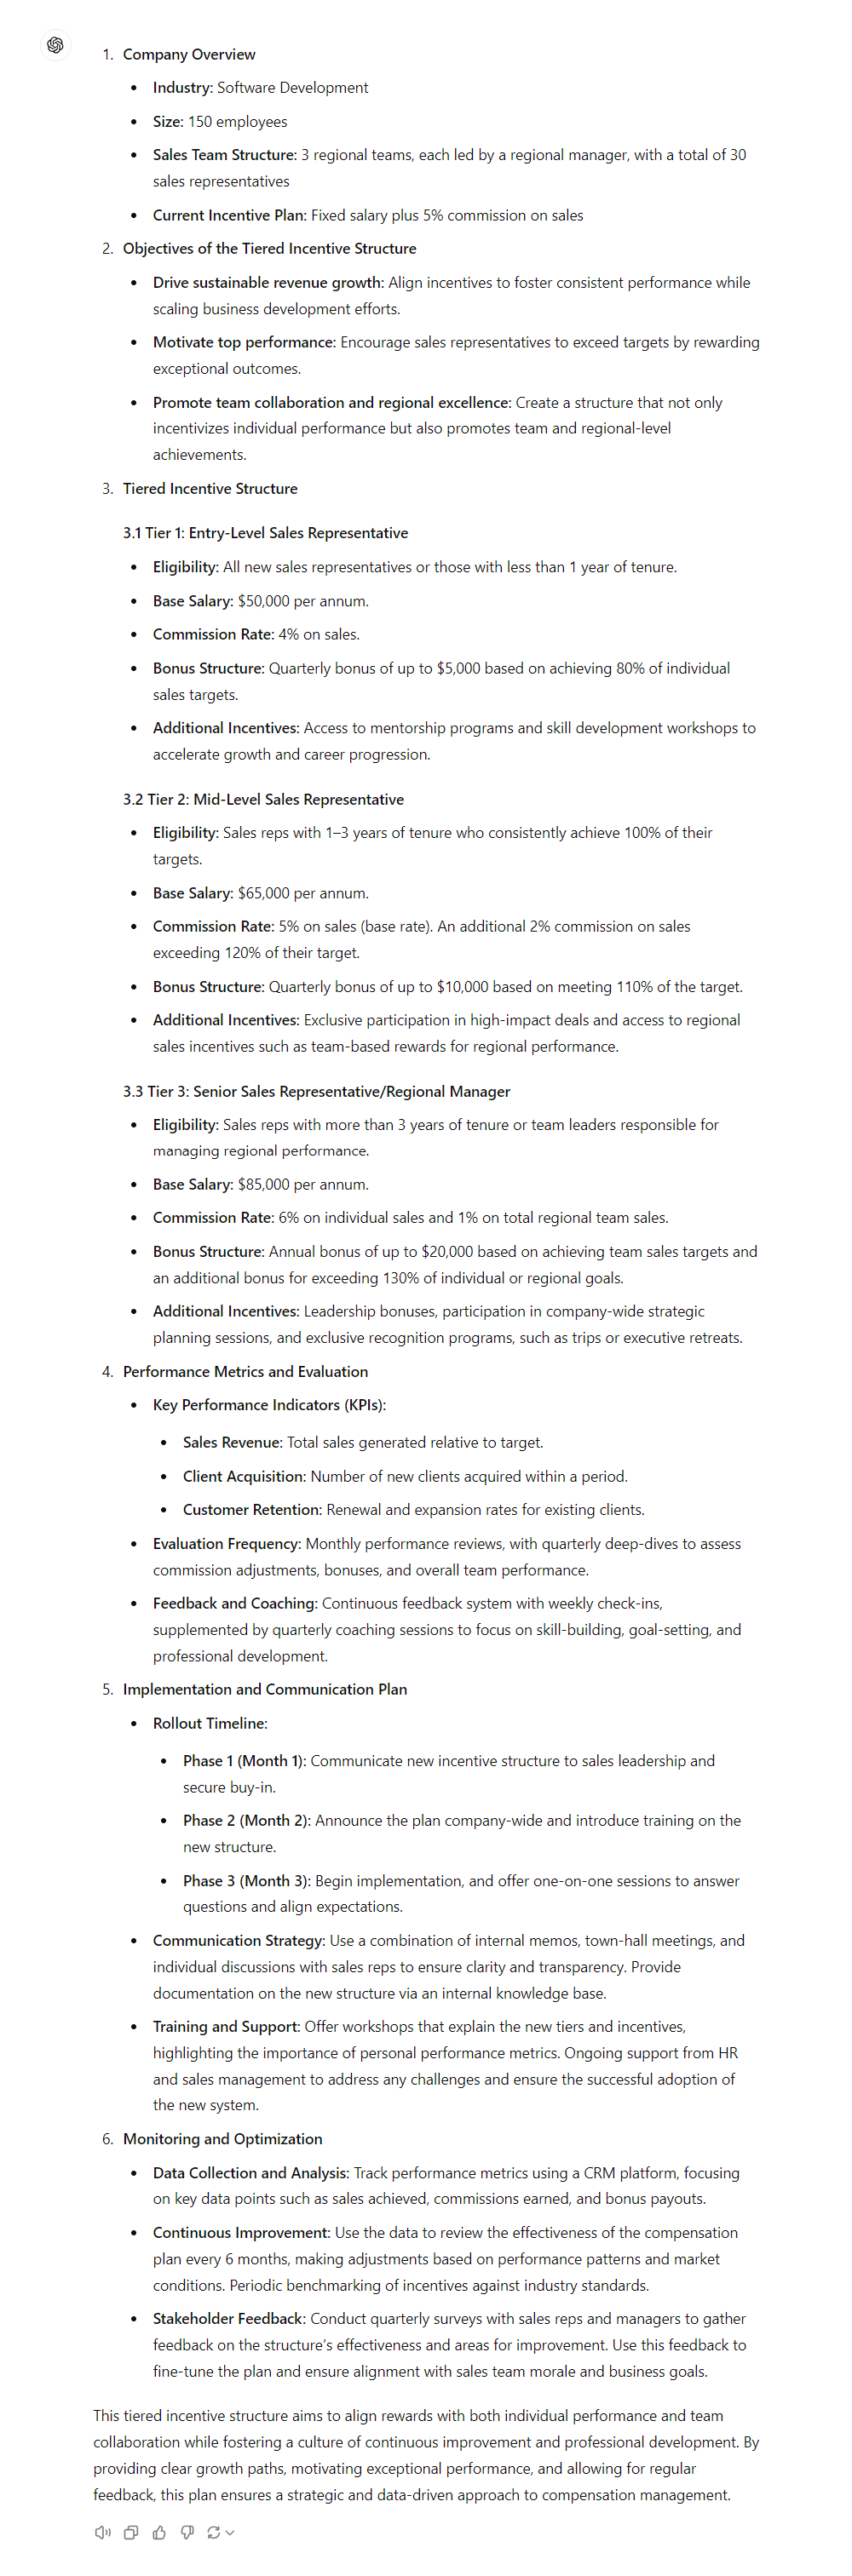 1. Company Overview
• Industry: Software Development
• Size: 150 employees
• Sales Team Structure: 3 regional teams, each led by a regional manager, with a total of 30
sales representatives
• Current Incentive Plan: Fixed salary plus 5% commission on sales
2. Objectives of the Tiered Incentive Structure
• Drive sustainable revenue growth: Align incentives to foster consistent performance while
scaling business development efforts.
• Motivate top performance: Encourage sales representatives to exceed targets by rewarding
exceptional outcomes.
• Promote team collaboration and regional excellence: Create a structure that not only
incentivizes individual performance but also promotes team and regional-level
achievements.
3. Tiered Incentive Structure
3.1 Tier 1: Entry-Level Sales Representative
• Eligibility: All new sales representatives or those with less than 1 year of tenure.
• Base Salary: $50,000 per annum.
• Commission Rate: 4% on sales.
• Bonus Structure: Quarterly bonus of up to $5,000 based on achieving 80% of individual
sales targets.
• Additional Incentives: Access to mentorship programs and skill development workshops to
accelerate growth and career progression.
3.2 Tier 2: Mid-Level Sales Representative
• Eligibility: Sales reps with 1–3 years of tenure who consistently achieve 100% of their
targets.
• Base Salary: $65,000 per annum.
• Commission Rate: 5% on sales (base rate). An additional 2% commission on sales
exceeding 120% of their target.
• Bonus Structure: Quarterly bonus of up to $10,000 based on meeting 110% of the target.
• Additional Incentives: Exclusive participation in high-impact deals and access to regional
sales incentives such as team-based rewards for regional performance.
3.3 Tier 3: Senior Sales Representative/Regional Manager
• Eligibility: Sales reps with more than 3 years of tenure or team leaders responsible for
managing regional performance.
• Base Salary: $85,000 per annum.
• Commission Rate: 6% on individual sales and 1% on total regional team sales.
• Bonus Structure: Annual bonus of up to $20,000 based on achieving team sales targets and
an additional bonus for exceeding 130% of individual or regional goals.
• Additional Incentives: Leadership bonuses, participation in company-wide strategic
planning sessions, and exclusive recognition programs, such as trips or executive retreats.
4. Performance Metrics and Evaluation
• Key Performance Indicators (KPIs):
• Sales Revenue: Total sales generated relative to target.
• Client Acquisition: Number of new clients acquired within a period.
• Customer Retention: Renewal and expansion rates for existing clients.
• Evaluation Frequency: Monthly performance reviews, with quarterly deep-dives to assess
commission adjustments, bonuses, and overall team performance.
• Feedback and Coaching: Continuous feedback system with weekly check-ins,
supplemented by quarterly coaching sessions to focus on skill-building, goal-setting, and
professional development.
5. Implementation and Communication Plan
• Rollout Timeline:
• Phase 1 (Month 1): Communicate new incentive structure to sales leadership and
secure buy-in.
• Phase 2 (Month 2): Announce the plan company-wide and introduce training on the
new structure.
• Phase 3 (Month 3): Begin implementation, and offer one-on-one sessions to answer
questions and align expectations.
• Communication Strategy: Use a combination of internal memos, town-hall meetings, and
individual discussions with sales reps to ensure clarity and transparency. Provide
documentation on the new structure via an internal knowledge base.
• Training and Support: Offer workshops that explain the new tiers and incentives,
highlighting the importance of personal performance metrics. Ongoing support from HR
and sales management to address any challenges and ensure the successful adoption of
the new system.
6. Monitoring and Optimization
• Data Collection and Analysis: Track performance metrics using a CRM platform, focusing
on key data points such as sales achieved, commissions earned, and bonus payouts.
• Continuous Improvement: Use the data to review the effectiveness of the compensation
plan every 6 months, making adjustments based on performance patterns and market
conditions. Periodic benchmarking of incentives against industry standards.
• Stakeholder Feedback: Conduct quarterly surveys with sales reps and managers to gather
feedback on the structure's effectiveness and areas for improvement. Use this feedback to
fine-tune the plan and ensure alignment with sales team morale and business goals.
This tiered incentive structure aims to align rewards with both individual performance and team
collaboration while fostering a culture of continuous improvement and professional development. By
providing clear growth paths, motivating exceptional performance, and allowing for regular
feedback, this plan ensures a strategic and data-driven approach to compensation management.